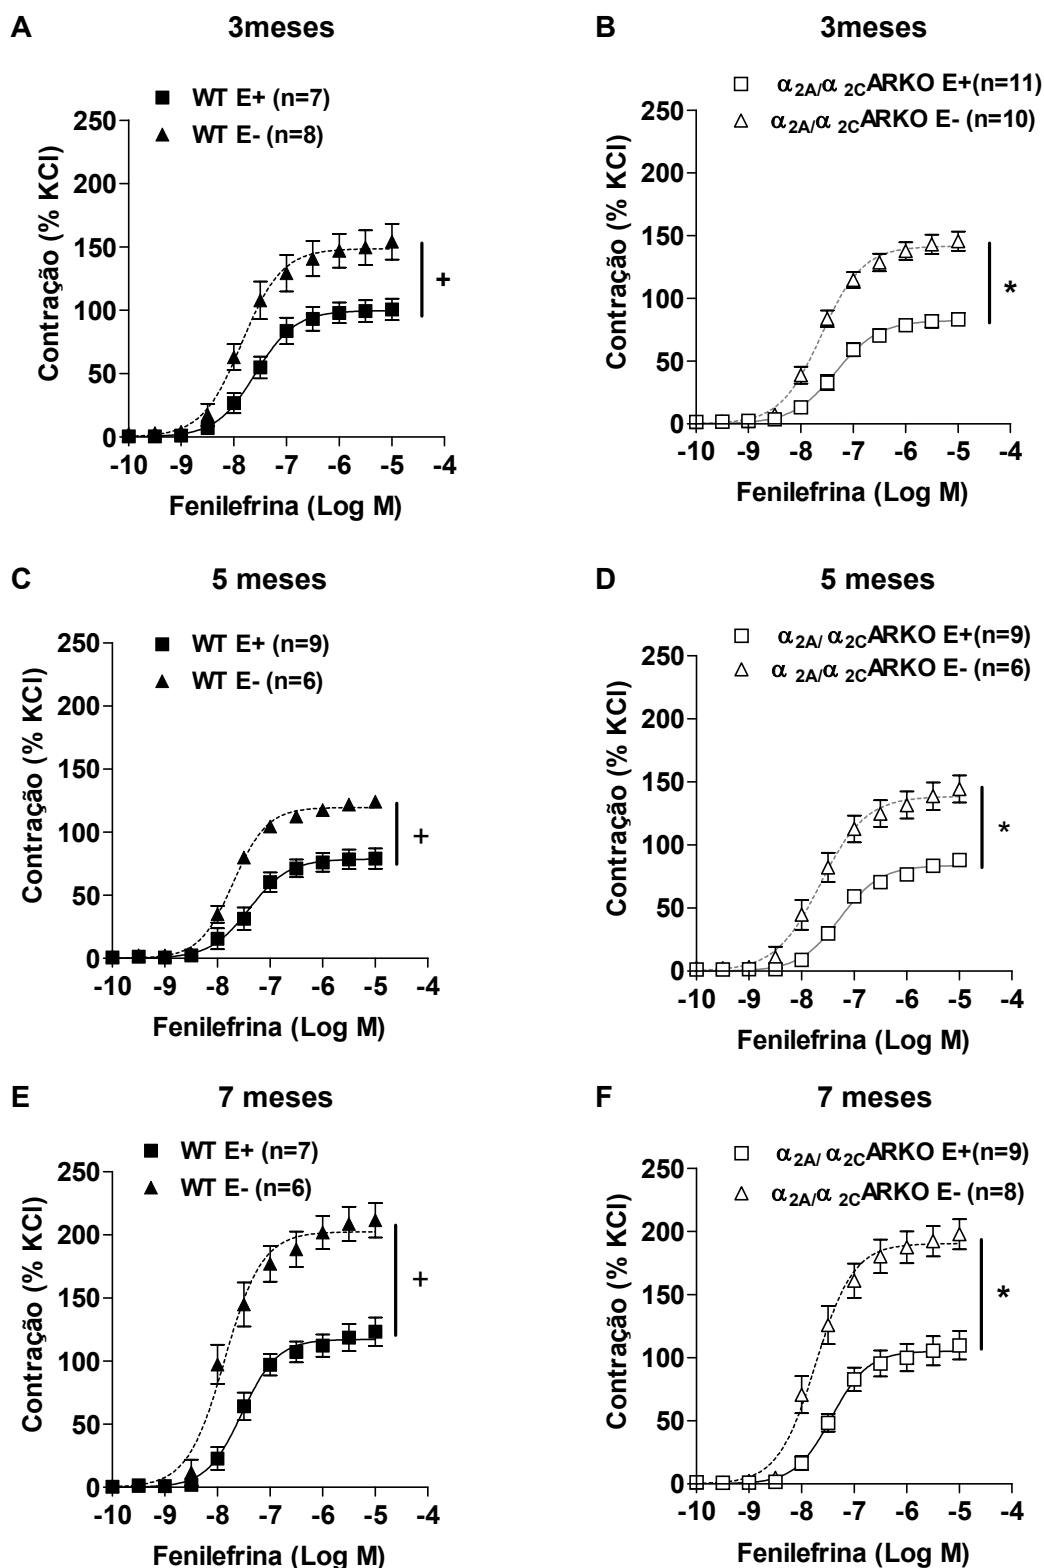 A
3meses
WT E+ (n=7)
WT E- (n=8)
Contração (% KCl)
250
200
150
100
50
0
-10 -9 -8 -7 -6 -5 -4
Fenilefrina (Log M)
+
B
3meses
α2A/α 2CARKO E+(n=11)
α2A/α 2CARKO E- (n=10)
Contração (% KCl)
250
200
150
100
50
0
-10 -9 -8 -7 -6 -5 -4
Fenilefrina (Log M)
*
C
5 meses
WT E+ (n=9)
WT E- (n=6)
Contração (% KCl)
250
200
150
100
50
0
-10 -9 -8 -7 -6 -5 -4
Fenilefrina (Log M)
+
D
5 meses
α 2A/ α2CARKO E+(n=9)
α 2A/α 2CARKO E- (n=6)
Contração (% KCl)
250
200
150
100
50
0
-10 -9 -8 -7 -6 -5 -4
Fenilefrina (Log M)
*
E
7 meses
WT E+ (n=7)
WT E- (n=6)
Contração (% KCl)
250
200
150
100
50
0
-10 -9 -8 -7 -6 -5 -4
Fenilefrina (Log M)
+
F
7 meses
α2A/ α2CARKO E+(n=9)
α2A/α 2CARKO E- (n=8)
Contração (% KCl)
250
200
150
100
50
0
-10 -9 -8 -7 -6 -5 -4
Fenilefrina (Log M)
*